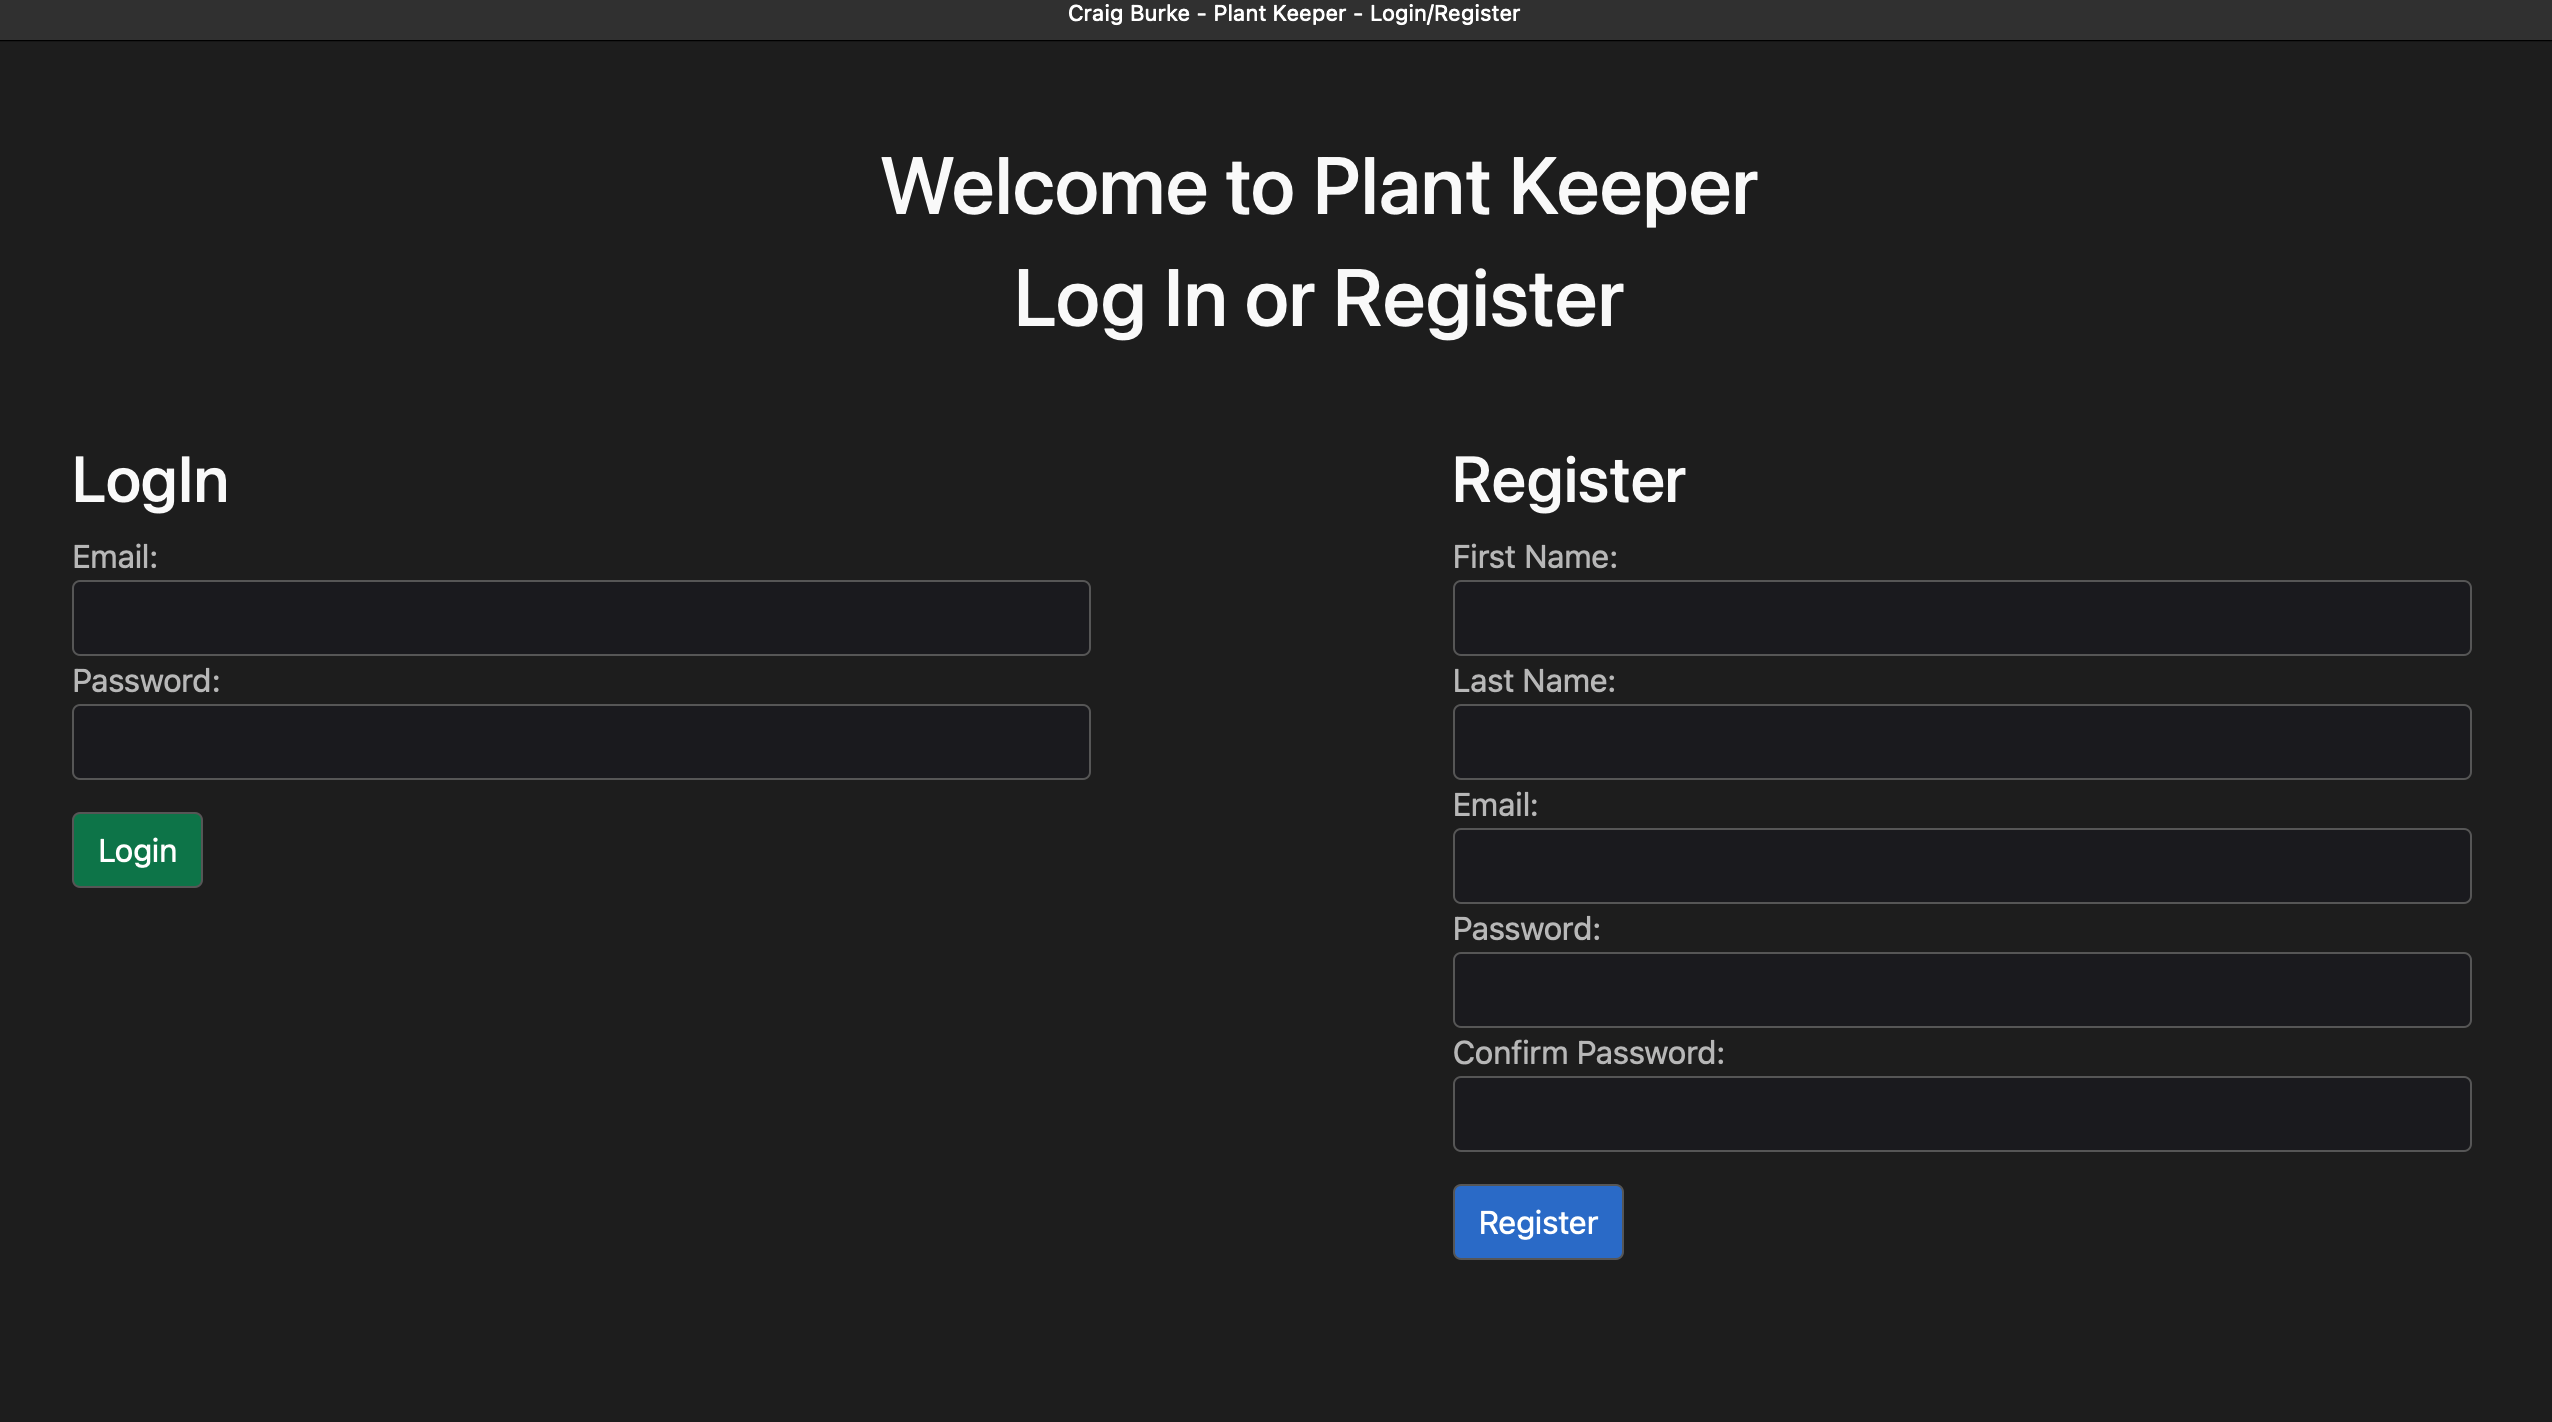 Craig Burke - Plant Keeper - Login/Register
Welcome to Plant Keeper
Log In or Register
LogIn
Email:
Password:
Login
Register
First Name:
Last Name:
Email:
Password:
Confirm Password:
Register